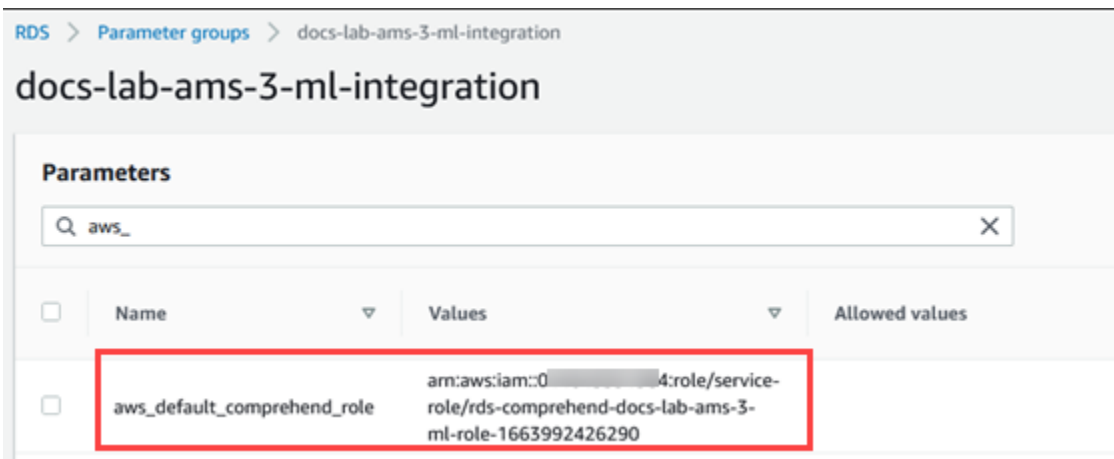 RDS > Parameter groups > docs-lab-ams-3-ml-integration
docs-lab-ams-3-ml-integration
Parameters
aws_
Name Values Allowed values
arn:aws:iam::0 4:role/service-
aws_default_comprehend_role role/rds-comprehend-docs-lab-ams-3-
ml-role-1663992426290